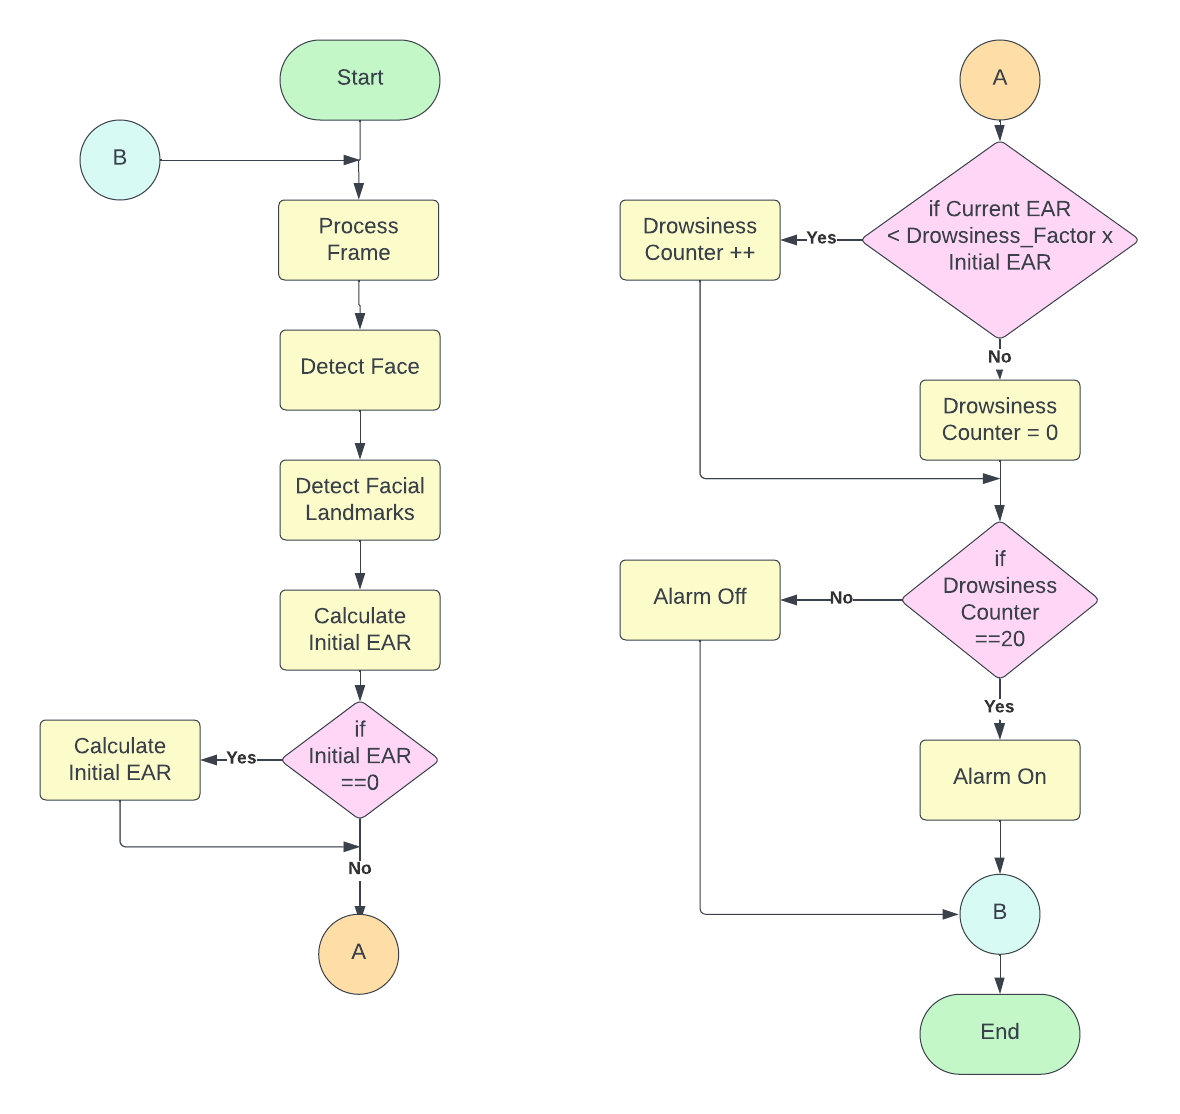 Start
B
Process
Frame
Detect Face
Detect Facial
Landmarks
Calculate
Initial EAR
if
Initial EAR
==0
Yes
Calculate
Initial EAR
No
A
A
if Current EAR
< Drowsiness_Factor x
Initial EAR
Yes
Drowsiness
Counter ++
No
Drowsiness
Counter = 0
if
Drowsiness
Counter
==20
No
Alarm Off
Yes
Alarm On
B
End